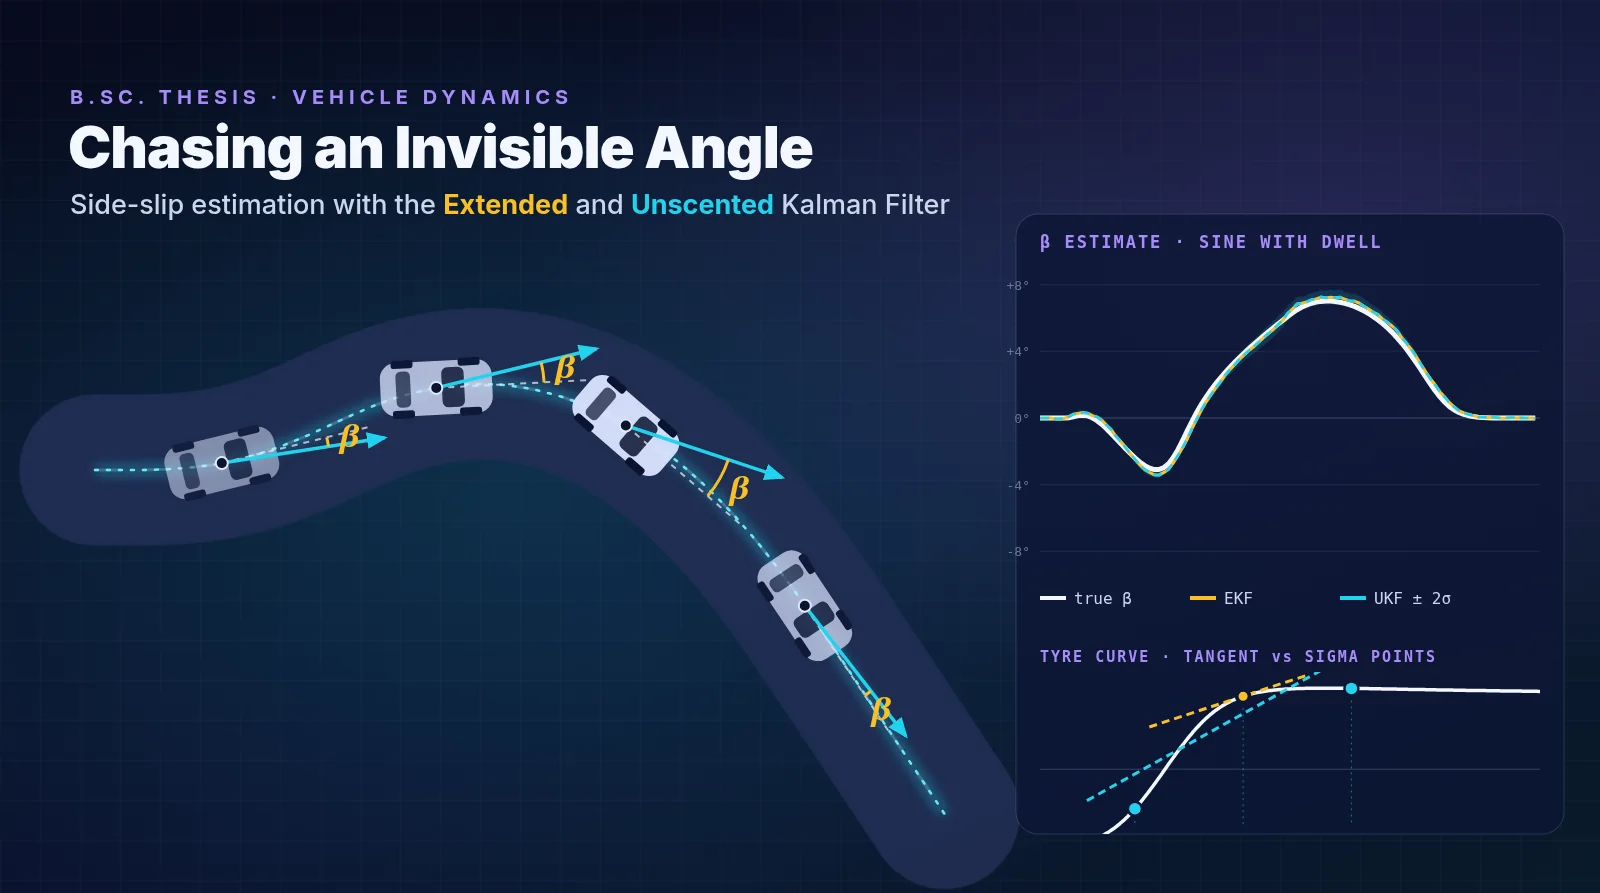 B.SC. THESIS · VEHICLE DYNAMICS
Chasing an Invisible Angle
Side-slip estimation with the Extended and Unscented Kalman Filter
β
β
β
β
β ESTIMATE · SINE WITH DWELL
+8°
+4°
0°
-4°
-8°
true β
EKF
UKF ± 2σ
TYRE CURVE · TANGENT vs SIGMA POINTS